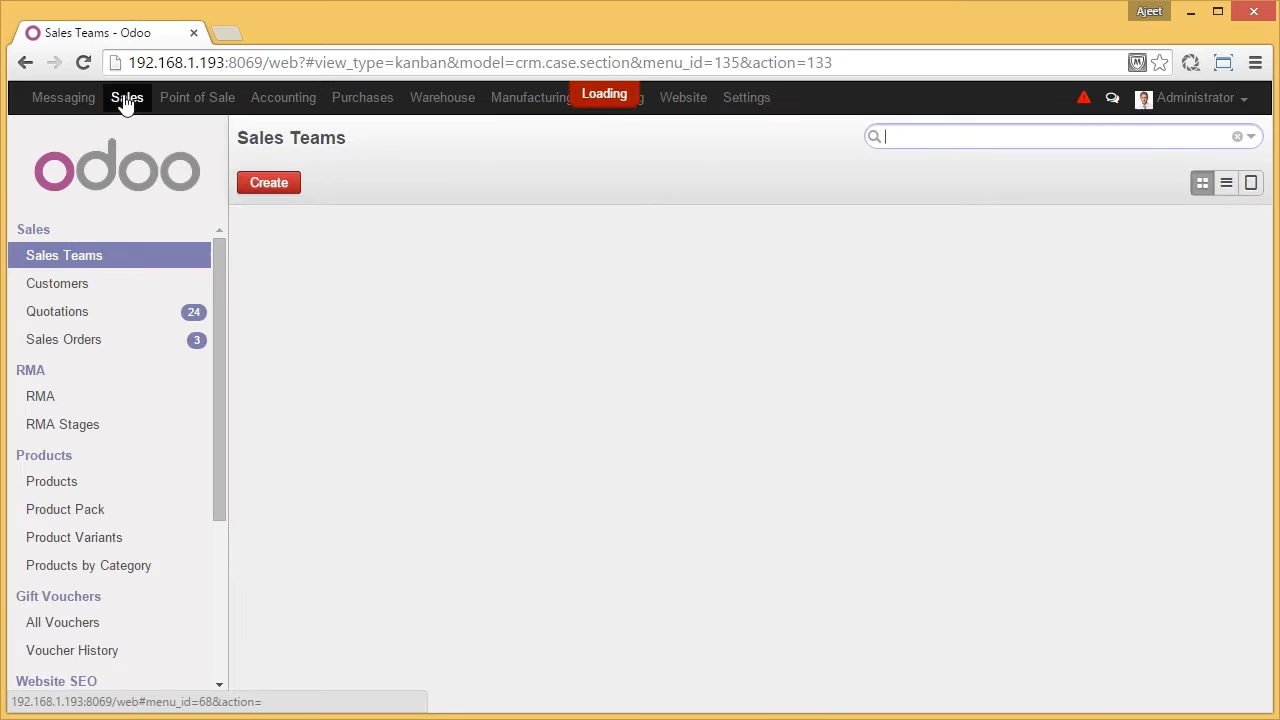 Ajeet
Sales Teams - Odoo
192.168.1.193:8069/web?#view_type=kanban&model=crm.case.section&menu_id=135&action=133
Messaging Sales Point of Sale Accounting Purchases Warehouse Manufacturing Loading Website Settings Administrator
odoo
Sales Teams
Create
Sales
Sales Teams
Customers
Quotations 24
Sales Orders 3
RMA
RMA
RMA Stages
Products
Products
Product Pack
Product Variants
Products by Category
Gift Vouchers
All Vouchers
Voucher History
Website SEO
192.168.1.193:8069/web#menu_id=68&action=